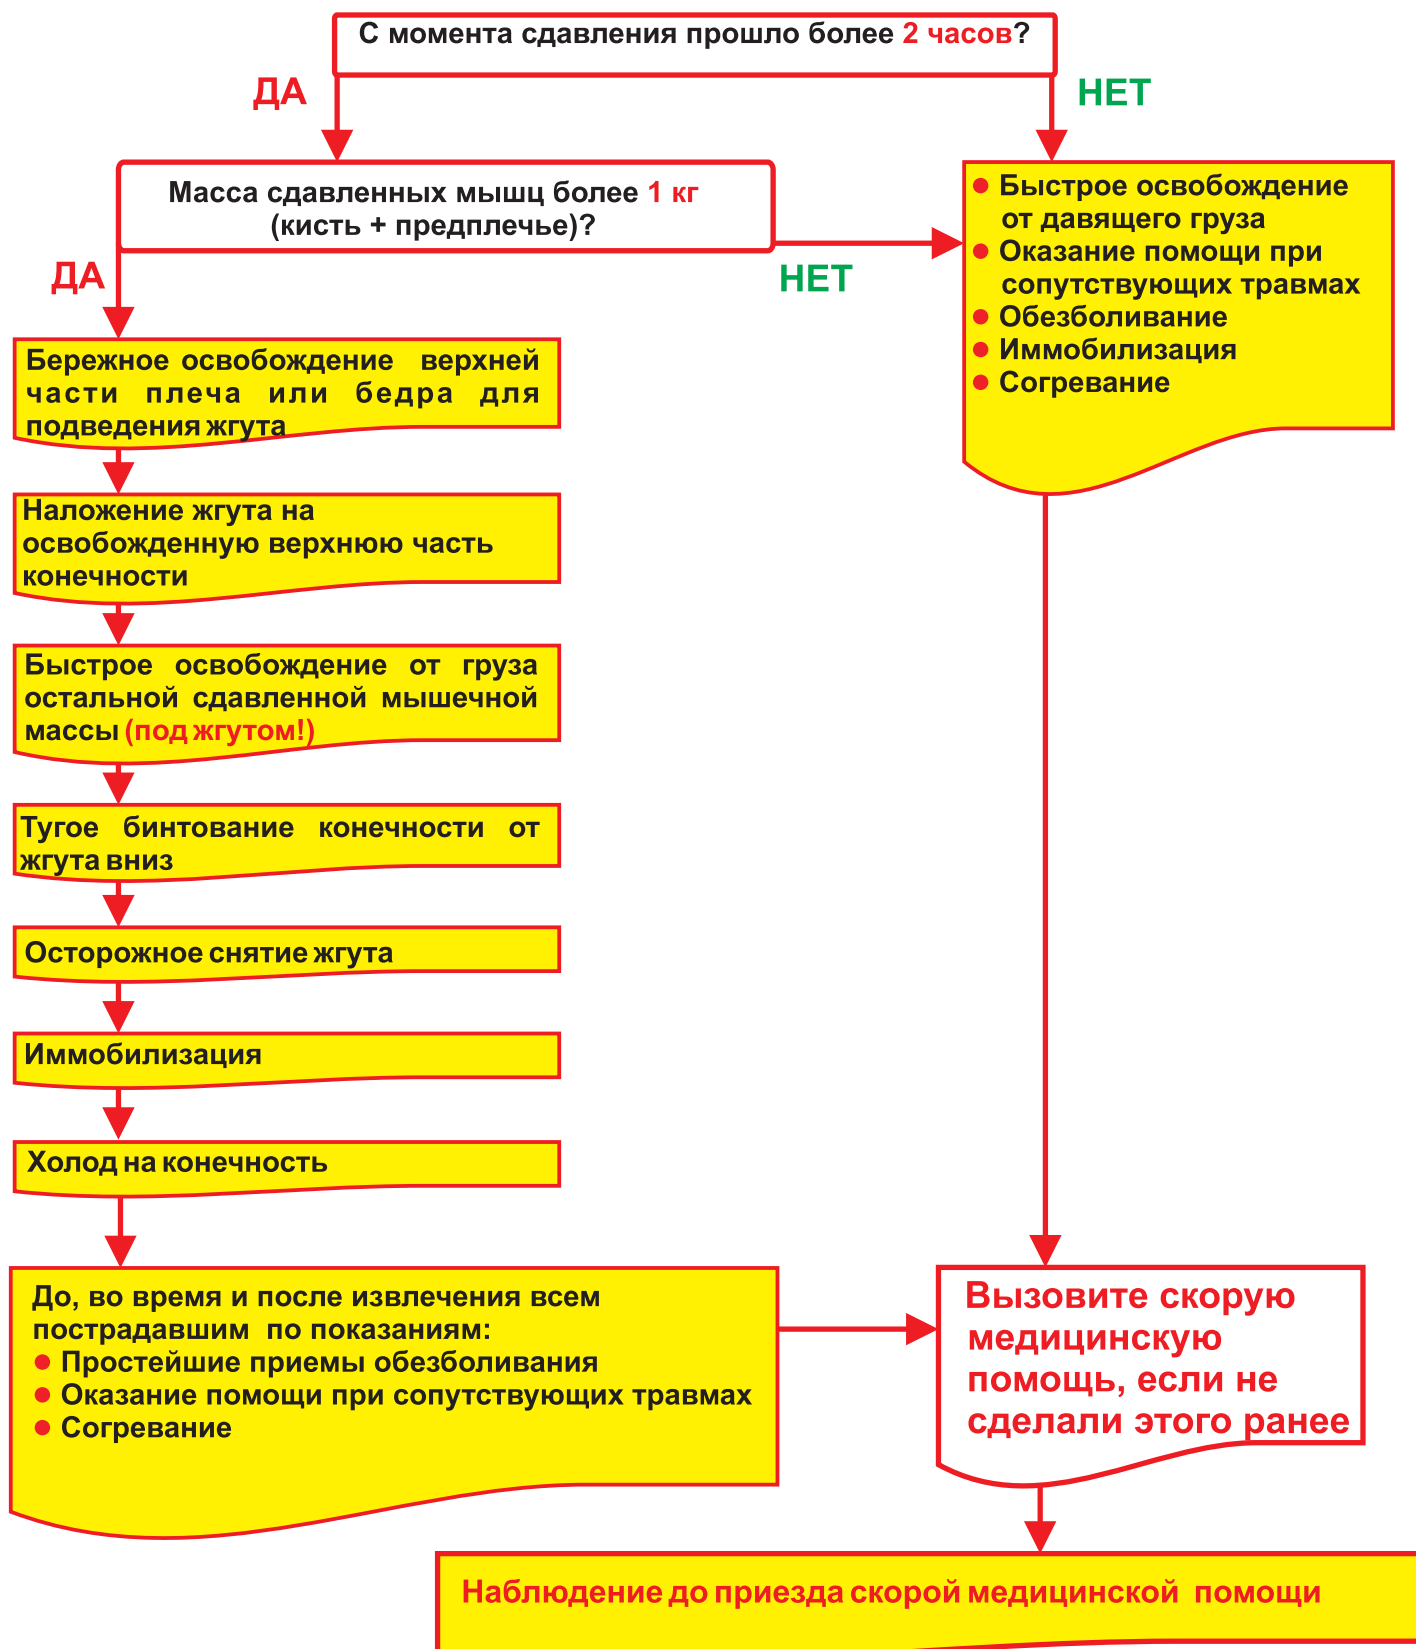 С момента сдавления прошло более 2 часов?
ДА
НЕТ
Масса сдавленных мышц более 1 кг
(кисть + предплечье)?
ДА
НЕТ
Быстрое освобождение
от давящего груза
Оказание помощи при
сопутствующих травмах
Обезболивание
Иммобилизация
Согревание
Бережное освобождение верхней
части плеча или бедра для
подведения жгута
Наложение жгута на
освобожденную верхнюю часть
конечности
Быстрое освобождение от груза
остальной сдавленной мышечной
массы (под жгутом!)
Тугое бинтование конечности от
жгута вниз
Осторожное снятие жгута
Иммобилизация
Холод на конечность
До, во время и после извлечения всем
пострадавшим по показаниям:
Простейшие приемы обезболивания
Оказание помощи при сопутствующих травмах
Согревание
Вызовите скорую
медицинскую
помощь, если не
сделали этого ранее
Наблюдение до приезда скорой медицинской помощи